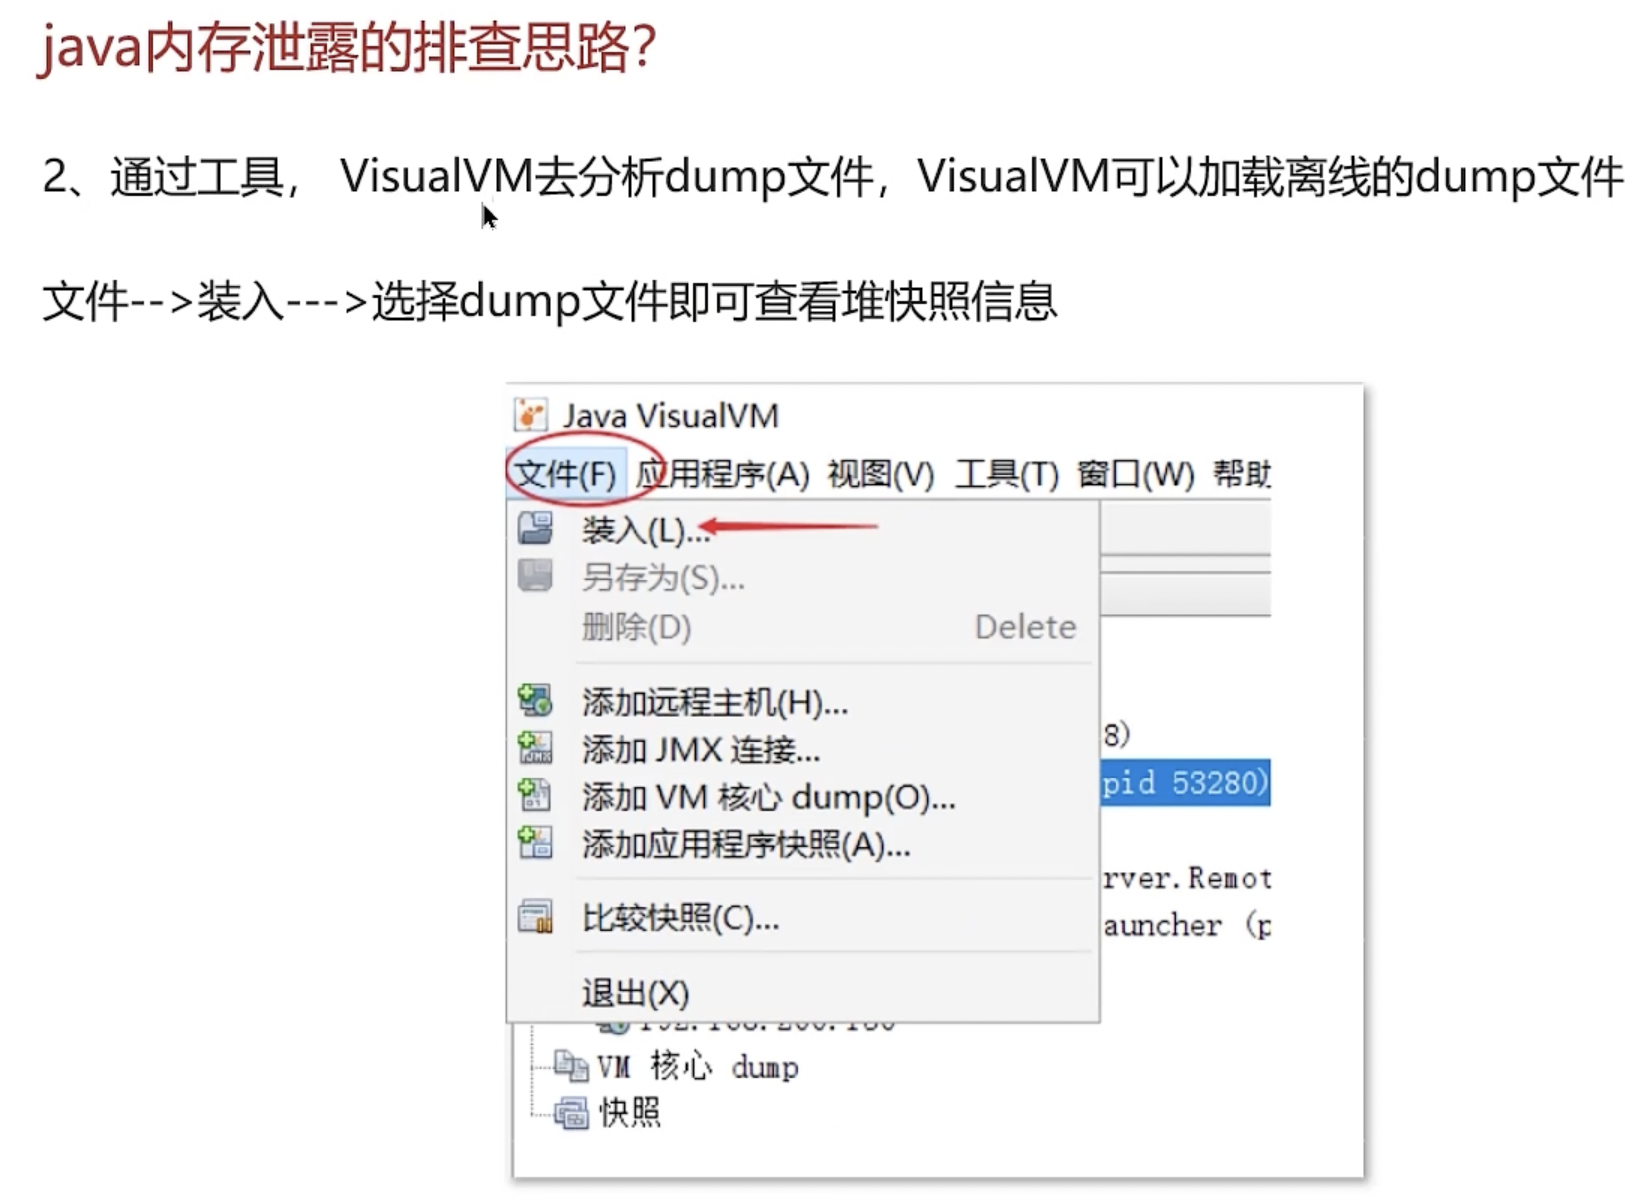 java内存泄露的排查思路？
2、通过工具， VisualVM去分析dump文件，VisualVM可以加载离线的dump文件
文件-->装入--->选择dump文件即可查看堆快照信息
Java VisualVM
文件(F) 应用程序(A) 视图(V) 工具(T) 窗口(W) 帮助
装入(L)...
另存为(S)...
删除(D) Delete
添加远程主机(H)...
8)
添加 JMX 连接...
pid 53280)
添加 VM 核心 dump(O)...
添加应用程序快照(A)...
rver.Remot
比较快照(C)...
auncher (p
退出(X)
VM 核心 dump
快照